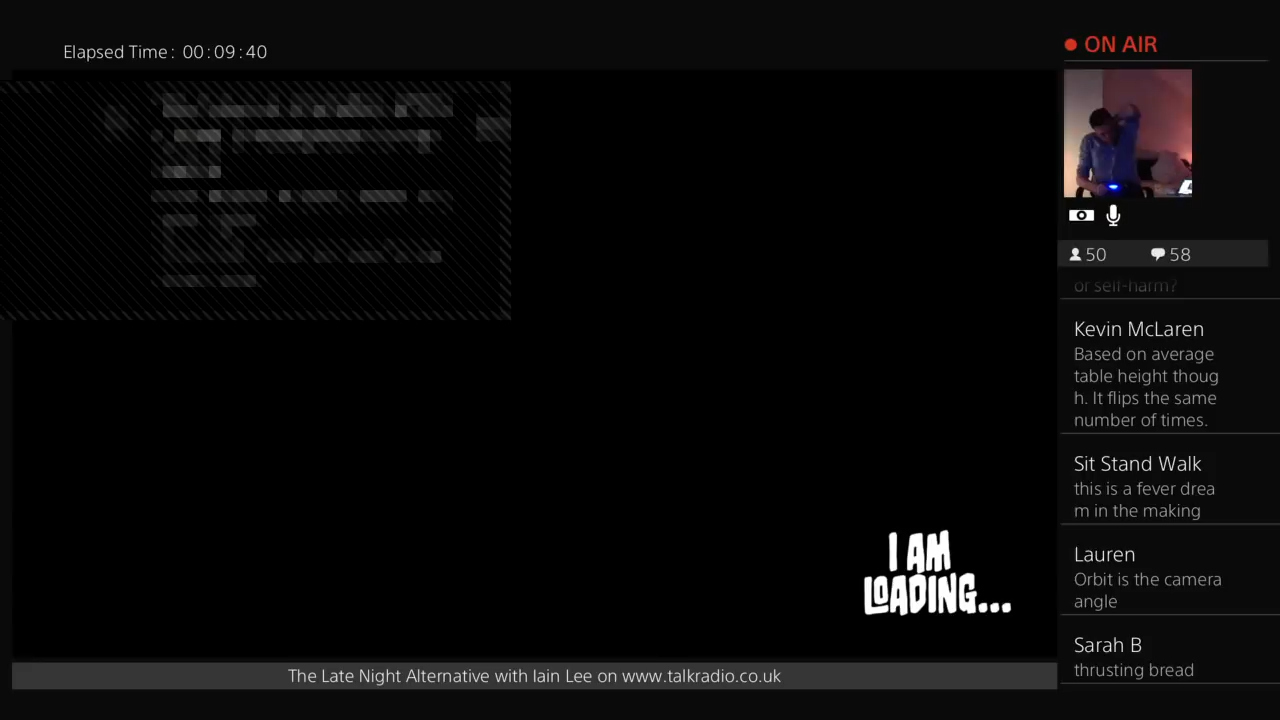 Elapsed Time: 00:09:40
ON AIR
50 58
or self-harm?
Kevin McLaren
Based on average
table height thoug
h. It flips the same
number of times.
Sit Stand Walk
this is a fever drea
m in the making
Lauren
Orbit is the camera
angle
Sarah B
thrusting bread
I AM
LOADING...
The Late Night Alternative with Iain Lee on www.talkradio.co.uk